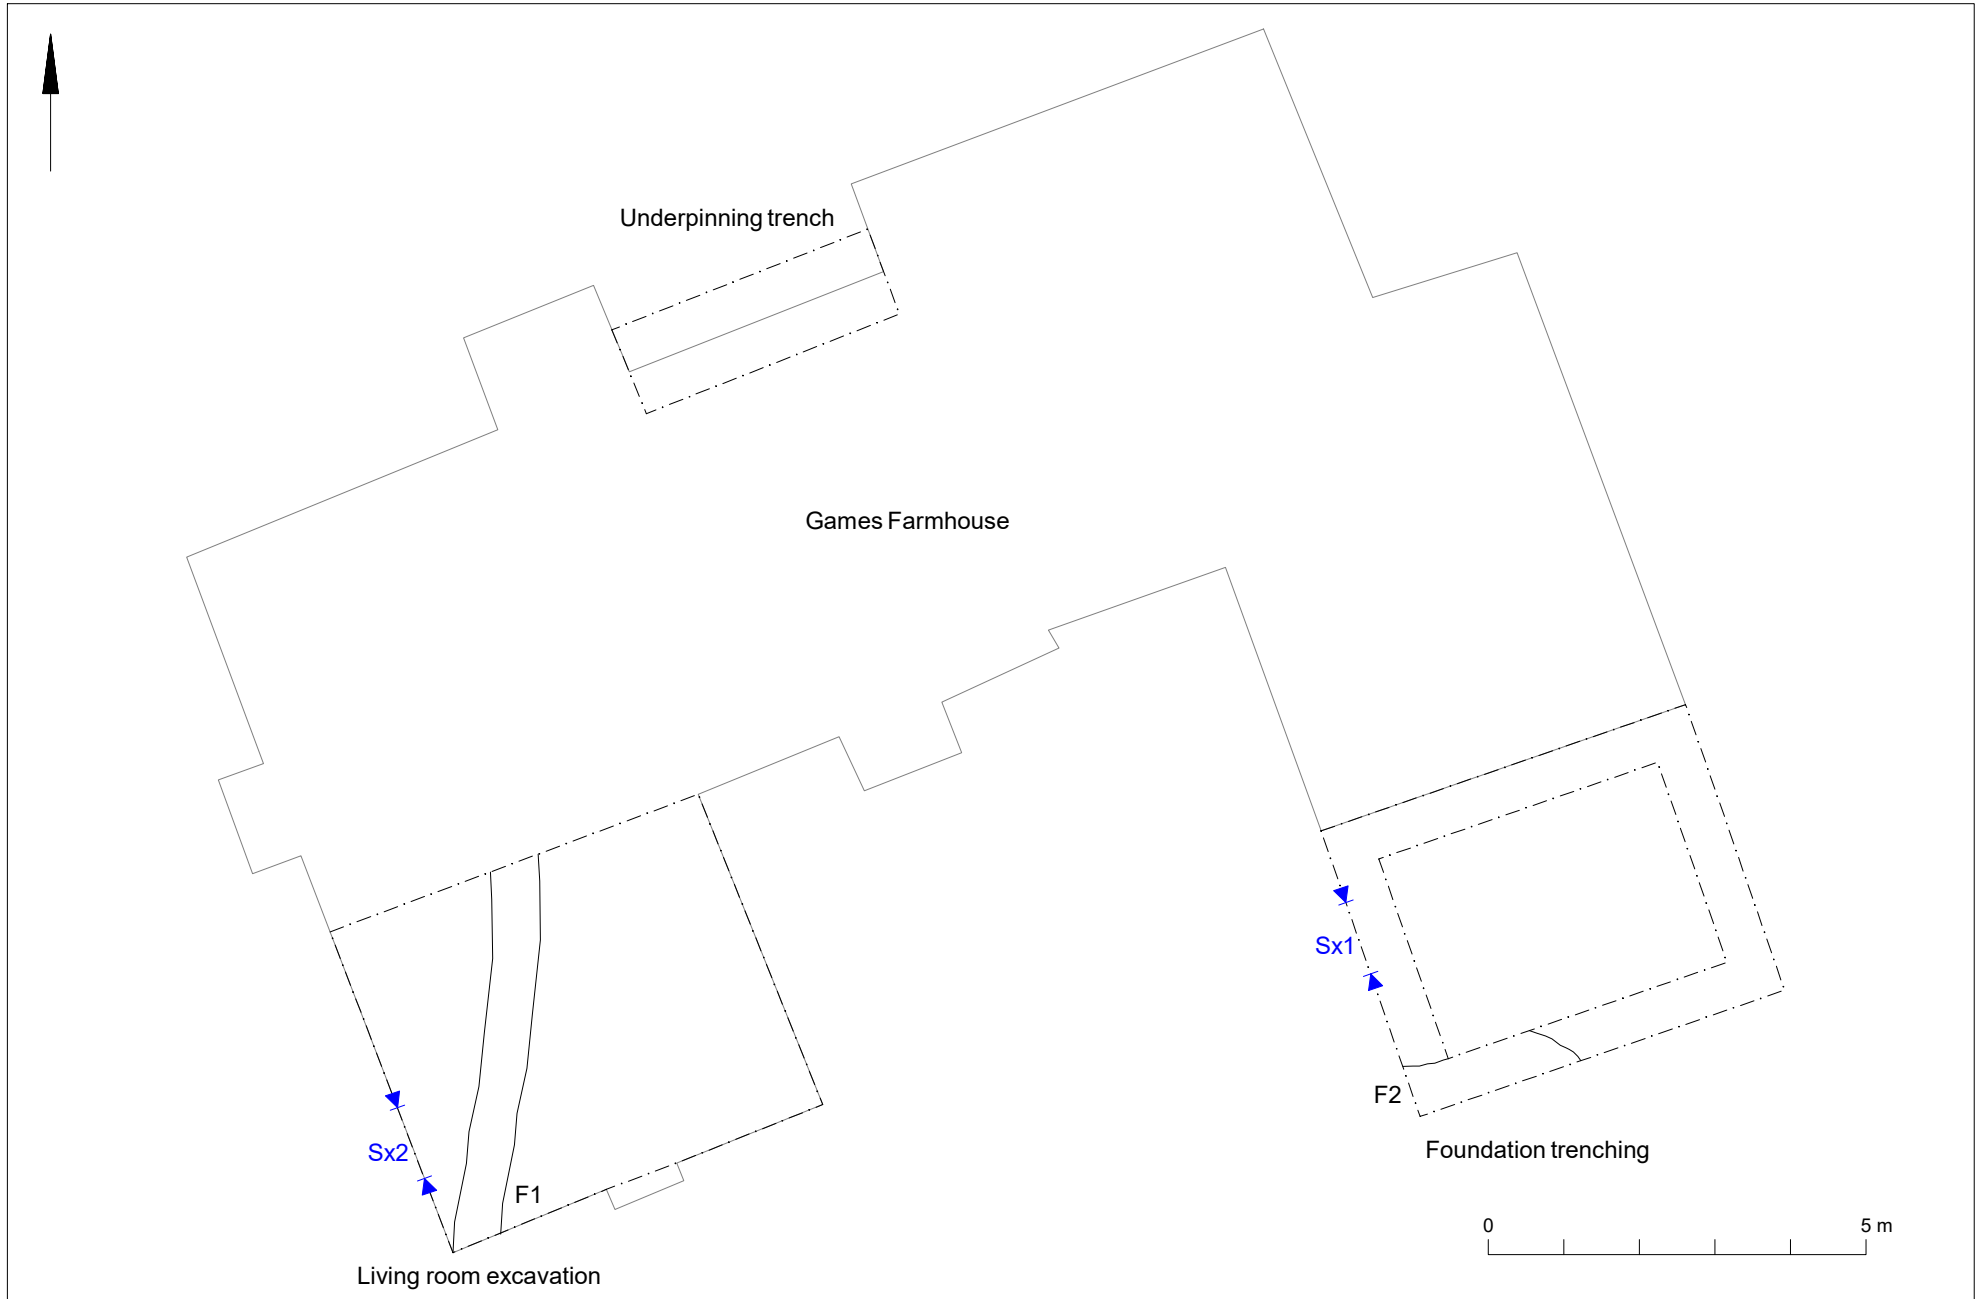 Underpinning trench
Games Farmhouse
Sx1
F2
Sx2
F1
Foundation trenching
0 5 m
Living room excavation